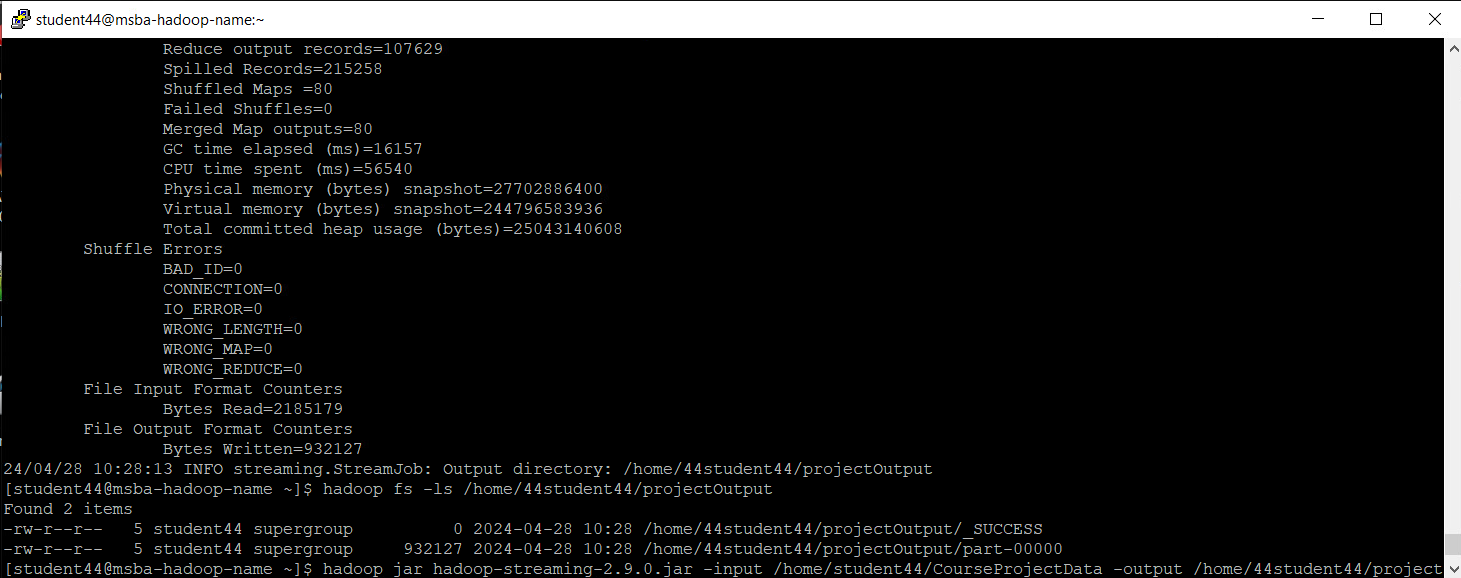 student44@msba-hadoop-name:~
Reduce output records=107629
Spilled Records=215258
Shuffled Maps =80
Failed Shuffles=0
Merged Map outputs=80
GC time elapsed (ms)=16157
CPU time spent (ms)=56540
Physical memory (bytes) snapshot=27702886400
Virtual memory (bytes) snapshot=244796583936
Total committed heap usage (bytes)=25043140608
Shuffle Errors
BAD_ID=0
CONNECTION=0
IO_ERROR=0
WRONG_LENGTH=0
WRONG_MAP=0
WRONG_REDUCE=0
File Input Format Counters
Bytes Read=2185179
File Output Format Counters
Bytes Written=932127
24/04/28 10:28:13 INFO streaming.StreamJob: Output directory: /home/44student44/projectOutput
[student44@msba-hadoop-name ~]$ hadoop fs -ls /home/44student44/projectOutput
Found 2 items
-rw-r--r--   5 student44 supergroup          0 2024-04-28 10:28 /home/44student44/projectOutput/_SUCCESS
-rw-r--r--   5 student44 supergroup     932127 2024-04-28 10:28 /home/44student44/projectOutput/part-00000
[student44@msba-hadoop-name ~]$ hadoop jar hadoop-streaming-2.9.0.jar -input /home/student44/CourseProjectData -output /home/44student44/project